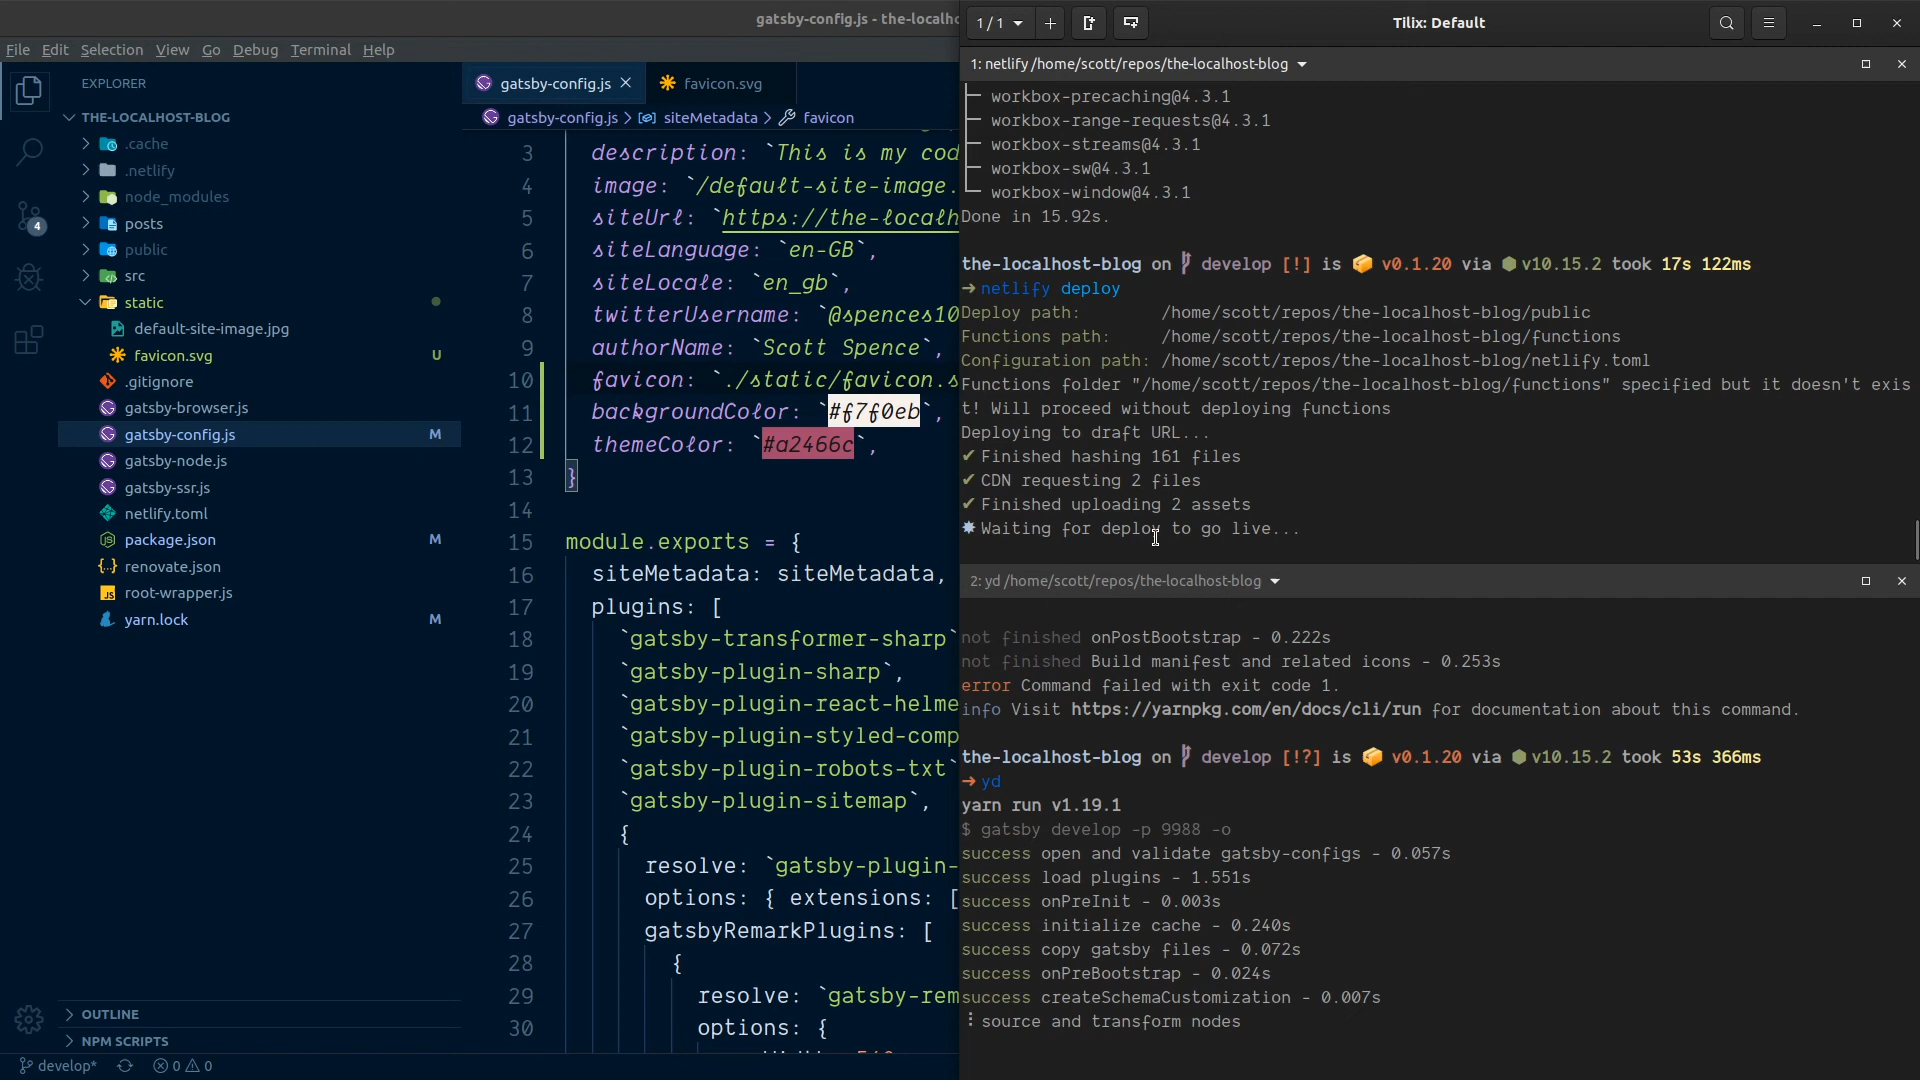 gatsby-config.js - the-localho
File Edit Selection View Go Debug Terminal Help
EXPLORER
THE-LOCALHOST-BLOG
.cache
.netlify
node_modules
posts
public
src
static
default-site-image.jpg
favicon.svg U
.gitignore
gatsby-browser.js
gatsby-config.js M
gatsby-node.js
gatsby-ssr.js
netlify.toml
package.json M
renovate.json
root-wrapper.js
yarn.lock M
4
OUTLINE
NPM SCRIPTS
develop* 0 0
gatsby-config.js favicon.svg
gatsby-config.js > siteMetadata > favicon
3 description: `This is my cod
4 image: `/default-site-image.
5 siteUrl: `https://the-localh
6 siteLanguage: `en-GB`,
7 siteLocale: `en_gb`,
8 twitterUsername: `@spences10
9 authorName: `Scott Spence`,
10 favicon: `./static/favicon.s
11 backgroundColor: `#f7f0eb`,
12 themeColor: `#a2466c`,
13 }
14
15 module.exports = {
16 siteMetadata: siteMetadata,
17 plugins: [
18 `gatsby-transformer-sharp`
19 `gatsby-plugin-sharp`,
20 `gatsby-plugin-react-helme
21 `gatsby-plugin-styled-comp
22 `gatsby-plugin-robots-txt`
23 `gatsby-plugin-sitemap`,
24 {
25 resolve: `gatsby-plugin-
26 options: { extensions: [
27 gatsbyRemarkPlugins: [
28 {
29 resolve: `gatsby-rem
30 options: {
1 / 1 Tilix: Default
1: netlify /home/scott/repos/the-localhost-blog
├─ workbox-precaching@4.3.1
├─ workbox-range-requests@4.3.1
├─ workbox-streams@4.3.1
├─ workbox-sw@4.3.1
└─ workbox-window@4.3.1
Done in 15.92s.
the-localhost-blog on develop [!] is 📦 v0.1.20 via ⬢ v10.15.2 took 17s 122ms
➜ netlify deploy
Deploy path: /home/scott/repos/the-localhost-blog/public
Functions path: /home/scott/repos/the-localhost-blog/functions
Configuration path: /home/scott/repos/the-localhost-blog/netlify.toml
Functions folder "/home/scott/repos/the-localhost-blog/functions" specified but it doesn't exis
t! Will proceed without deploying functions
Deploying to draft URL...
✔ Finished hashing 161 files
✔ CDN requesting 2 files
✔ Finished uploading 2 assets
Waiting for deploy to go live...
2: yd /home/scott/repos/the-localhost-blog
not finished onPostBootstrap - 0.222s
not finished Build manifest and related icons - 0.253s
error Command failed with exit code 1.
info Visit https://yarnpkg.com/en/docs/cli/run for documentation about this command.
the-localhost-blog on develop [!?] is 📦 v0.1.20 via ⬢ v10.15.2 took 53s 366ms
➜ yd
yarn run v1.19.1
$ gatsby develop -p 9988 -o
success open and validate gatsby-configs - 0.057s
success load plugins - 1.551s
success onPreInit - 0.003s
success initialize cache - 0.240s
success copy gatsby files - 0.072s
success onPreBootstrap - 0.024s
success createSchemaCustomization - 0.007s
⠇ source and transform nodes